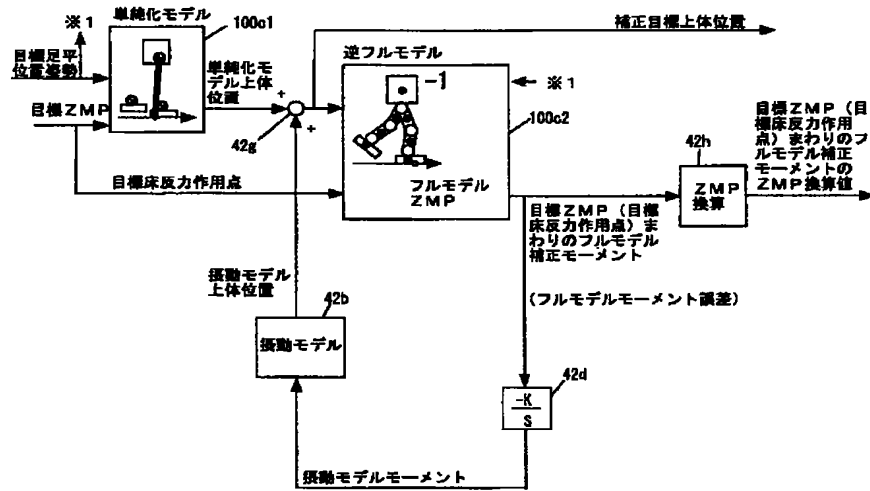 ※1
単純化モデル
100c1
目標足平
位置姿勢
目標ZMP
単純化モ
デル上体
位置
+
+
42g
補正目標上体位置
逆フルモデル
-1
※1
100c2
フルモデル
ZMP
目標床反力作用点
42h
ZMP
換算
目標ZMP(目
標床反力作用
点)まわりのフ
ルモデル補正
モーメントの
ZMP換算値
目標ZMP(目標
床反力作用点)ま
わりのフルモデル
補正モーメント
(フルモデルモーメント誤差)
摂動モデル
上体位置
42b
摂動モデル
42d
-K
S
摂動モデルモーメント